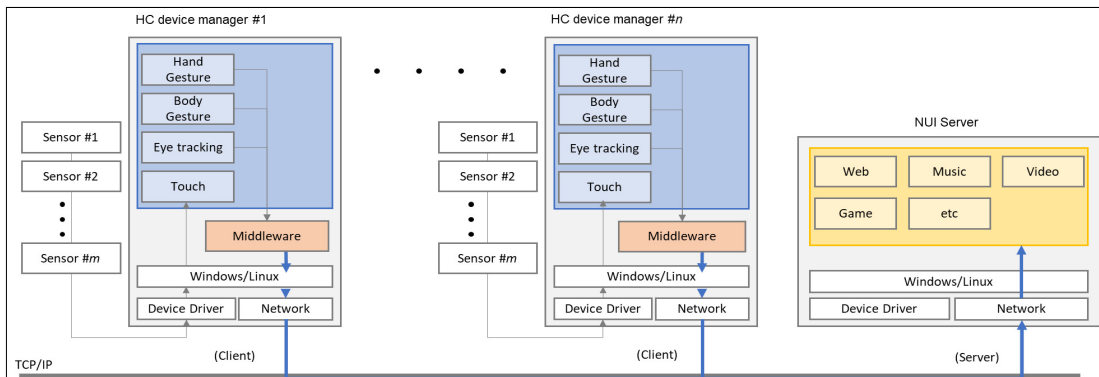 HC device manager #1
Hand
Gesture
Body
Gesture
Eye tracking
Touch
Sensor #1
Sensor #2
Sensor #m
Middleware
Windows/Linux
Device Driver
Network
(Client)
HC device manager #n
Hand
Gesture
Body
Gesture
Eye tracking
Touch
Sensor #1
Sensor #2
Sensor #m
Middleware
Windows/Linux
Device Driver
Network
(Client)
NUI Server
Web
Music
Video
Game
etc
Windows/Linux
Device Driver
Network
(Server)
TCP/IP